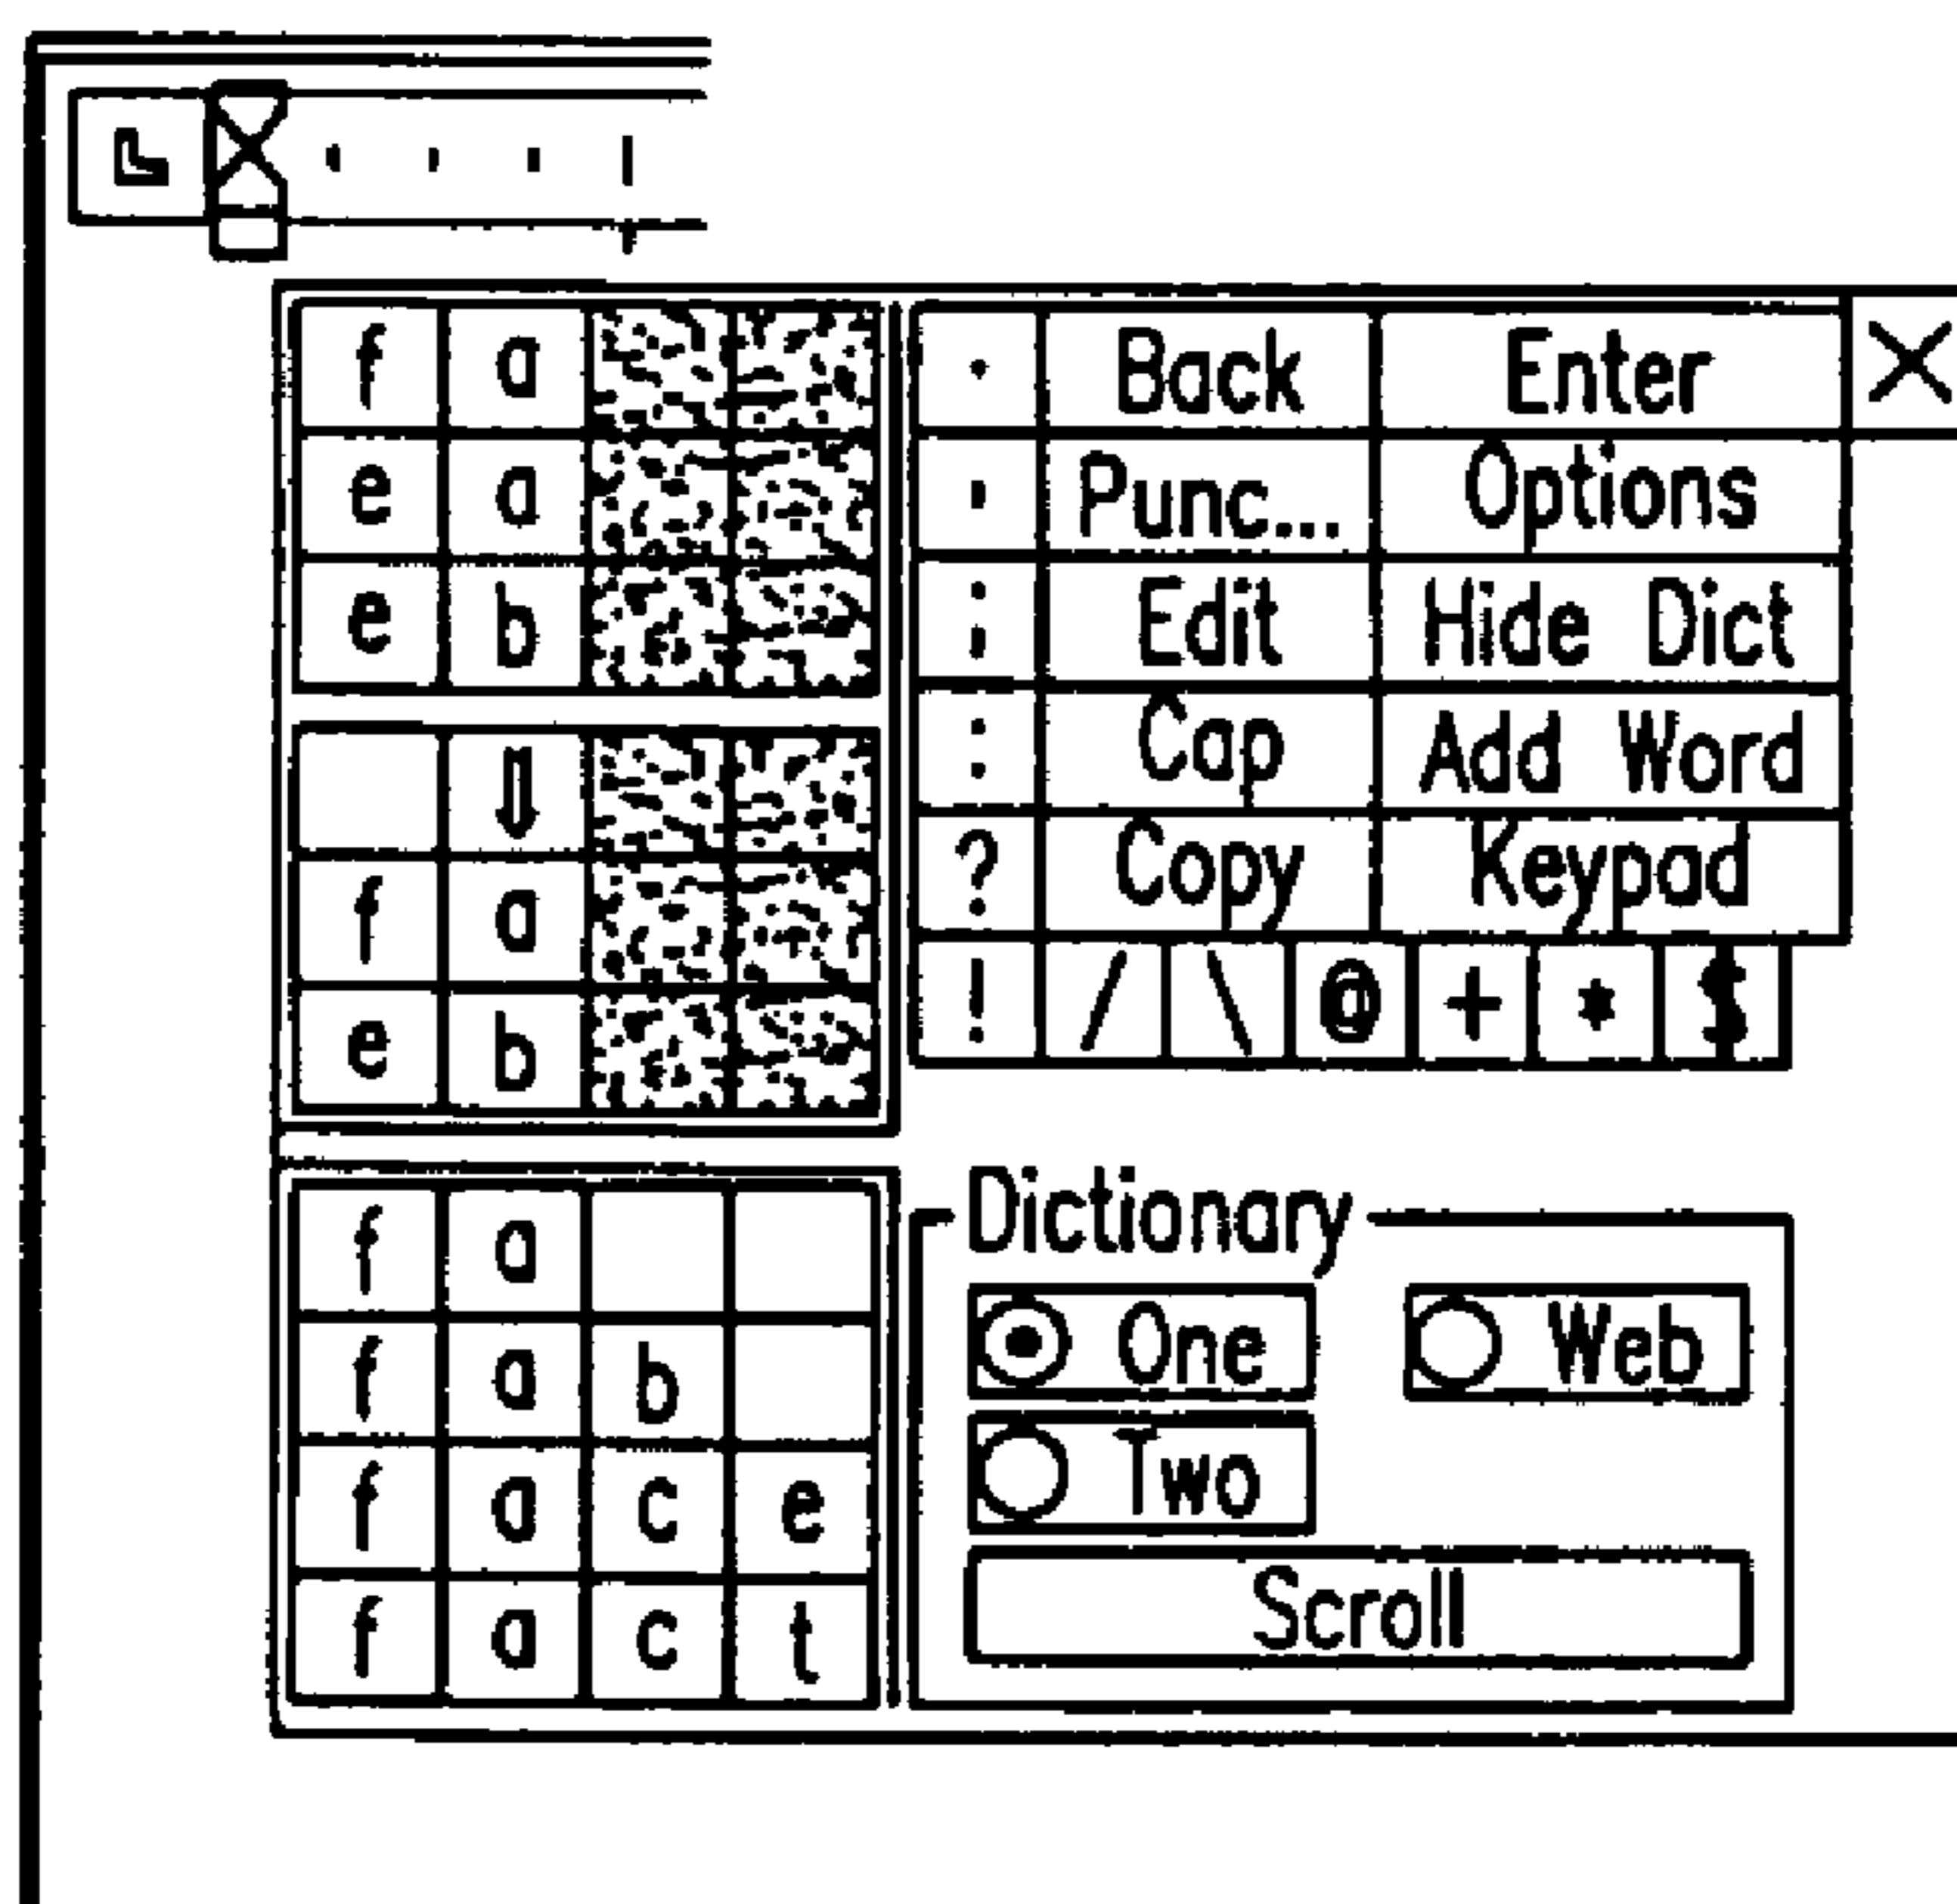 f a · Back Enter ×
e a Punc... Options
e b ; Edit Hide Dict
: Cap Add Word
f a ? Copy Keypad
e b ! / \ @ + * $
Dictionary
f a
f a b One Web
f a c e Two
f a c t Scroll